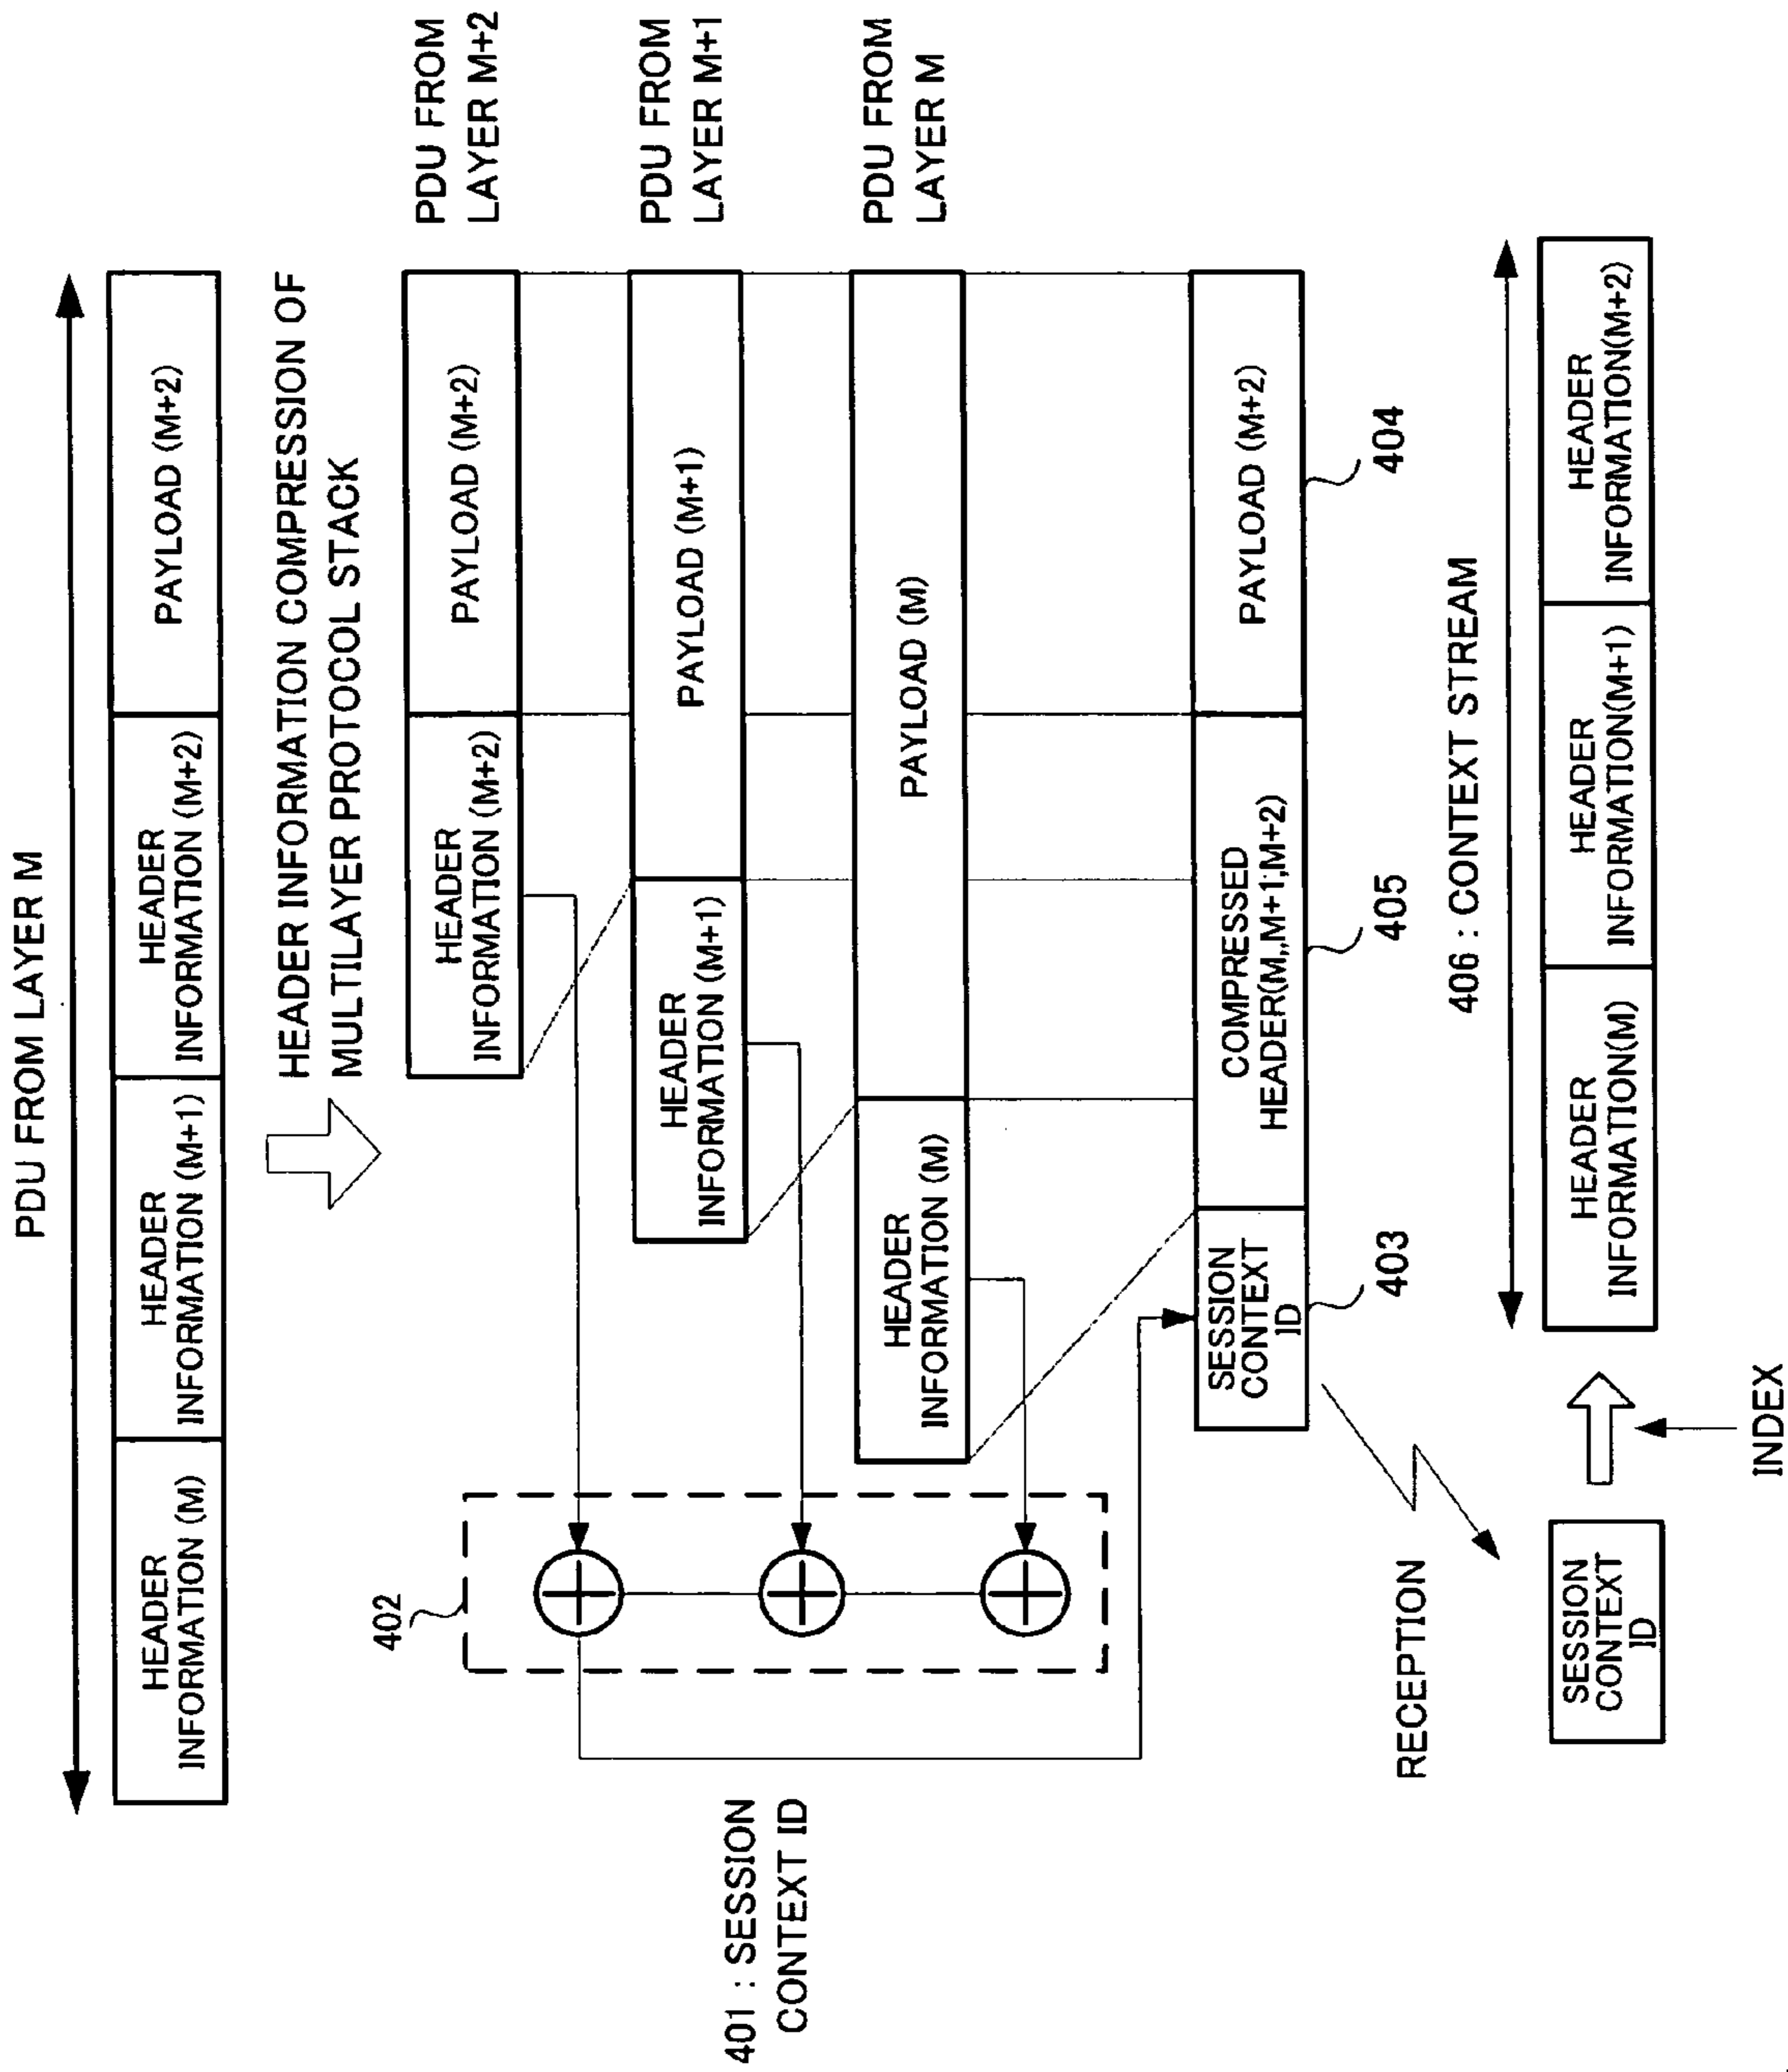 PDU FROM LAYER M
HEADER
INFORMATION (M)
HEADER
INFORMATION (M+1)
HEADER
INFORMATION (M+2)
PAYLOAD (M+2)
HEADER INFORMATION COMPRESSION OF
MULTILAYER PROTOCOL STACK
402
HEADER
INFORMATION (M+2)
PAYLOAD (M+2)
PDU FROM
LAYER M+2
HEADER
INFORMATION (M+1)
PAYLOAD (M+1)
PDU FROM
LAYER M+1
401 : SESSION
CONTEXT ID
HEADER
INFORMATION (M)
PAYLOAD (M)
PDU FROM
LAYER M
SESSION
CONTEXT
ID
COMPRESSED
HEADER(M,,M+1;M+2)
PAYLOAD (M+2)
403
405
404
RECEPTION
406 : CONTEXT STREAM
SESSION
CONTEXT
ID
HEADER
INFORMATION(M)
HEADER
INFORMATION(M+1)
HEADER
INFORMATION(M+2)
INDEX